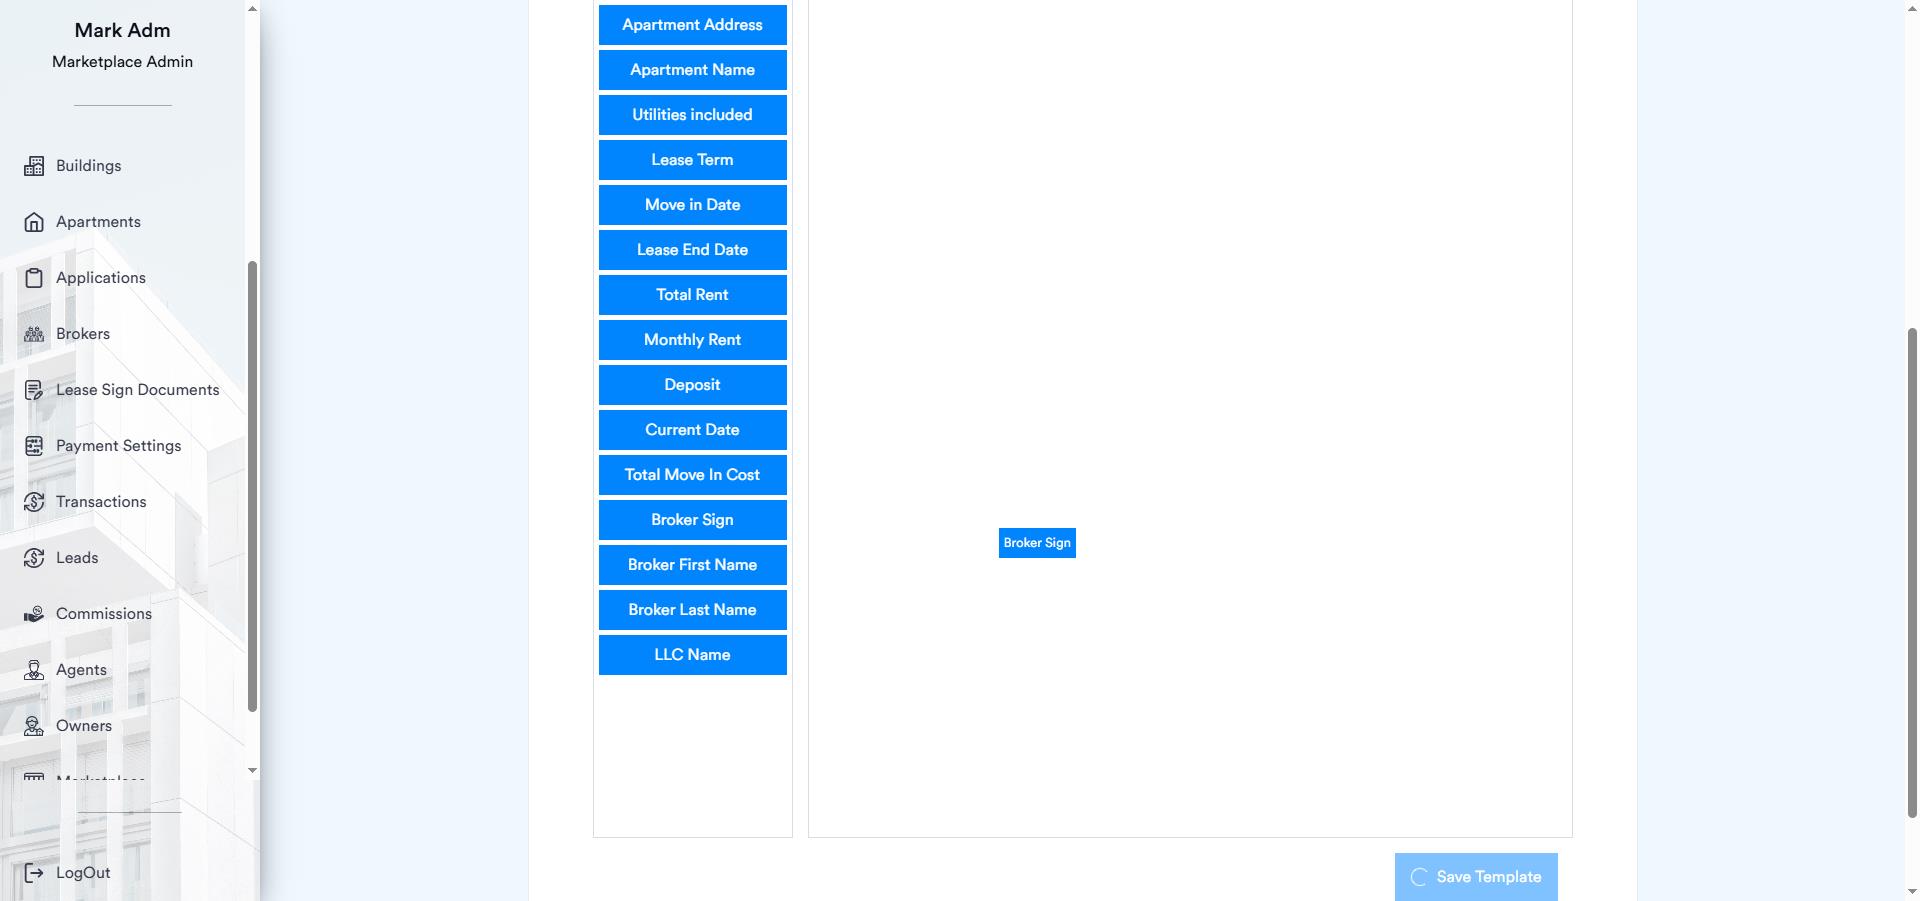 Mark Adm
Marketplace Admin
Buildings
Apartments
Applications
Brokers
Lease Sign Documents
Payment Settings
Transactions
Leads
Commissions
Agents
Owners
Marketplace
LogOut
Apartment Address
Apartment Name
Utilities included
Lease Term
Move in Date
Lease End Date
Total Rent
Monthly Rent
Deposit
Current Date
Total Move In Cost
Broker Sign
Broker First Name
Broker Last Name
LLC Name
Broker Sign
Save Template